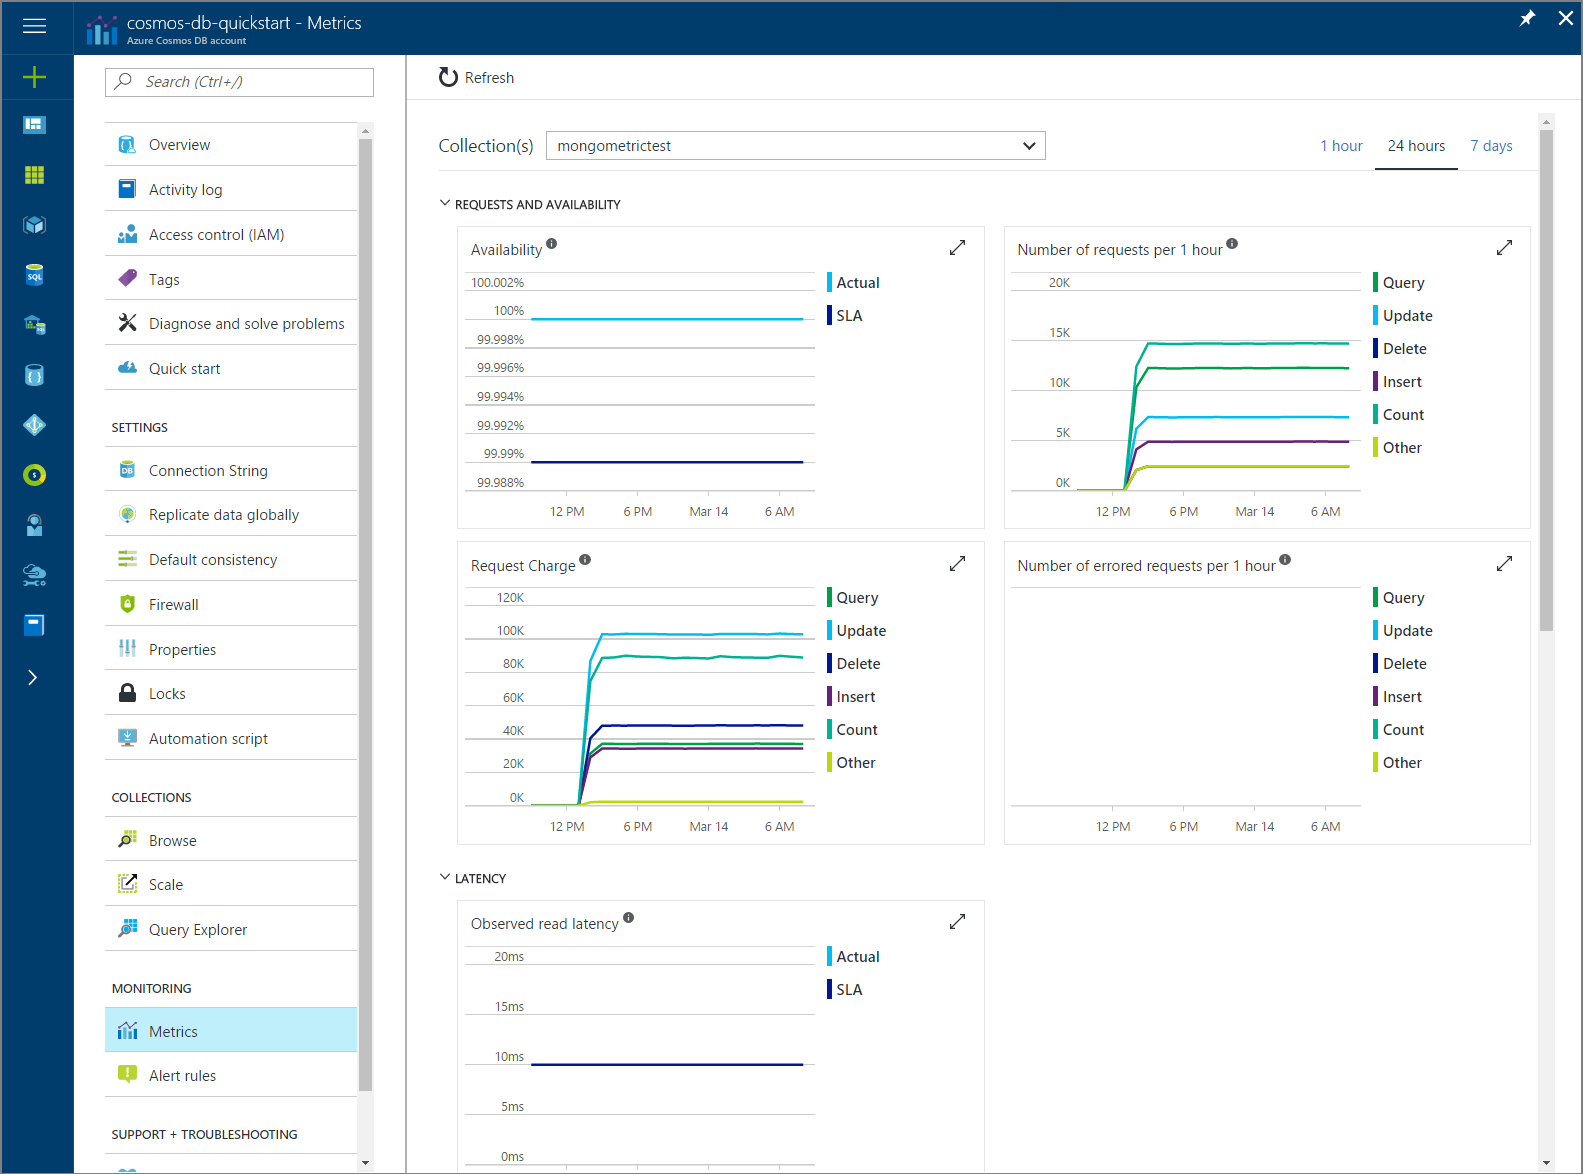 cosmos-db-quickstart - Metrics
Azure Cosmos DB account
Search (Ctrl+/)
Overview
Activity log
Access control (IAM)
Tags
Diagnose and solve problems
Quick start
SETTINGS
Connection String
Replicate data globally
Default consistency
Firewall
Properties
Locks
Automation script
COLLECTIONS
Browse
Scale
Query Explorer
MONITORING
Metrics
Alert rules
SUPPORT + TROUBLESHOOTING
Refresh
Collection(s) mongometrictest 1 hour 24 hours 7 days
REQUESTS AND AVAILABILITY
Availability
100.002%
100%
99.998%
99.996%
99.994%
99.992%
99.99%
99.988%
12 PM 6 PM Mar 14 6 AM
Actual
SLA
Number of requests per 1 hour
20K
15K
10K
5K
0K
12 PM 6 PM Mar 14 6 AM
Query
Update
Delete
Insert
Count
Other
Request Charge
120K
100K
80K
60K
40K
20K
0K
12 PM 6 PM Mar 14 6 AM
Query
Update
Delete
Insert
Count
Other
Number of errored requests per 1 hour
12 PM 6 PM Mar 14 6 AM
Query
Update
Delete
Insert
Count
Other
LATENCY
Observed read latency
20ms
15ms
10ms
5ms
0ms
Actual
SLA
SQL
DB